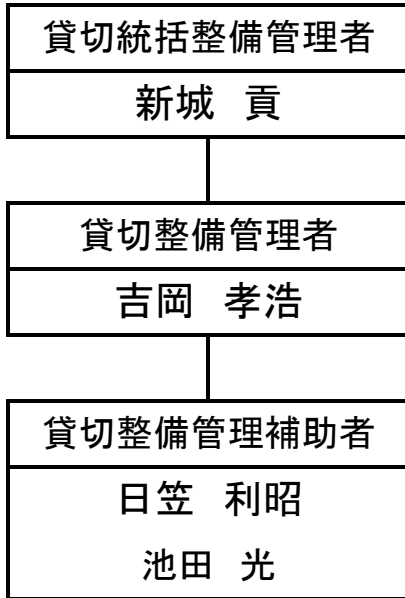 貸切統括整備管理者
新城　貢
貸切整備管理者
吉岡　孝浩
貸切整備管理補助者
日笠　利昭
池田　光